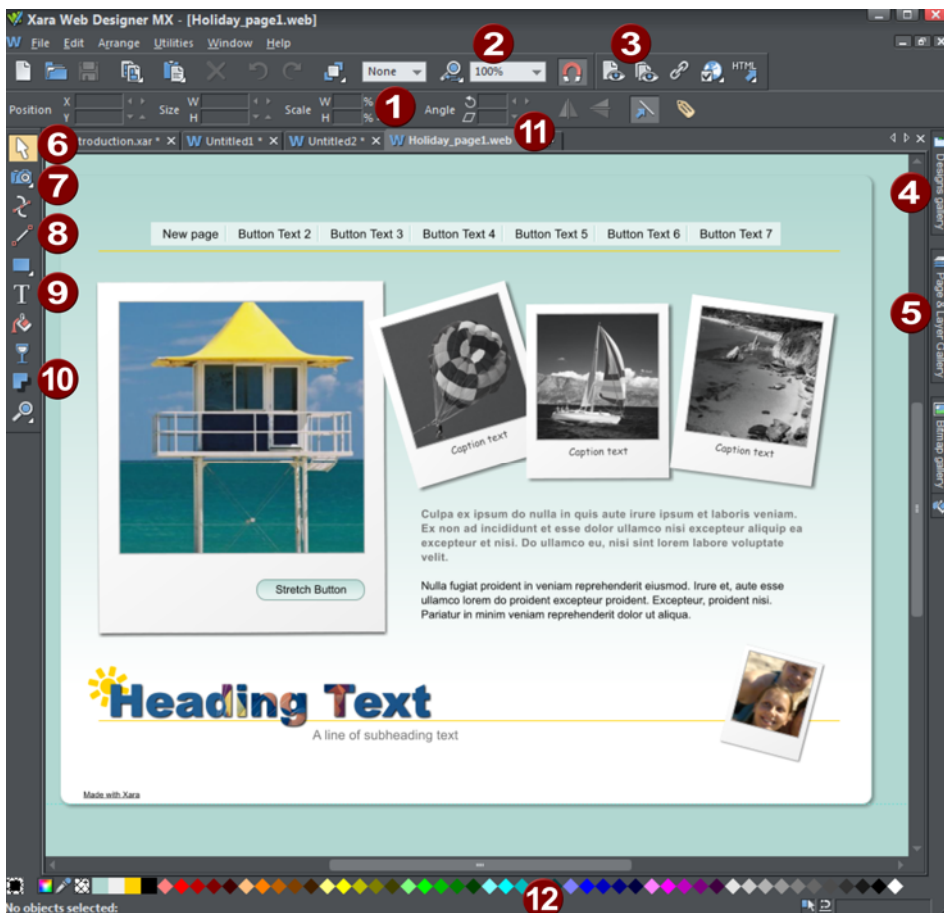 Xara Web Designer MX - [Holiday_page1.web]
File Edit Arrange Utilities Window Help
2
3
None
100%
HTML
Position X Y Size W H Scale W % H % 1 Angle
11
6
troduction.xar * Untitled1 * Untitled2 * Holiday_page1.web
7
4
Designs gallery
8
New page Button Text 2 Button Text 3 Button Text 4 Button Text 5 Button Text 6 Button Text 7
T
9
5
Page & Layer Gallery
10
Bitmap gallery
Caption text
Caption text
Caption text
Culpa ex ipsum do nulla in quis aute irure ipsum et laboris veniam.
Ex non ad incididunt et esse dolor ullamco nisi excepteur aliquip ea
excepteur et nisi. Do ullamco eu, nisi sint lorem labore voluptate
velit.
Stretch Button
Nulla fugiat proident in veniam reprehenderit eiusmod. Irure et, aute esse
ullamco lorem do proident excepteur proident. Excepteur, proident nisi.
Pariatur in minim veniam reprehenderit dolor ut aliqua.
Heading Text
A line of subheading text
Made with Xara
12
No objects selected: